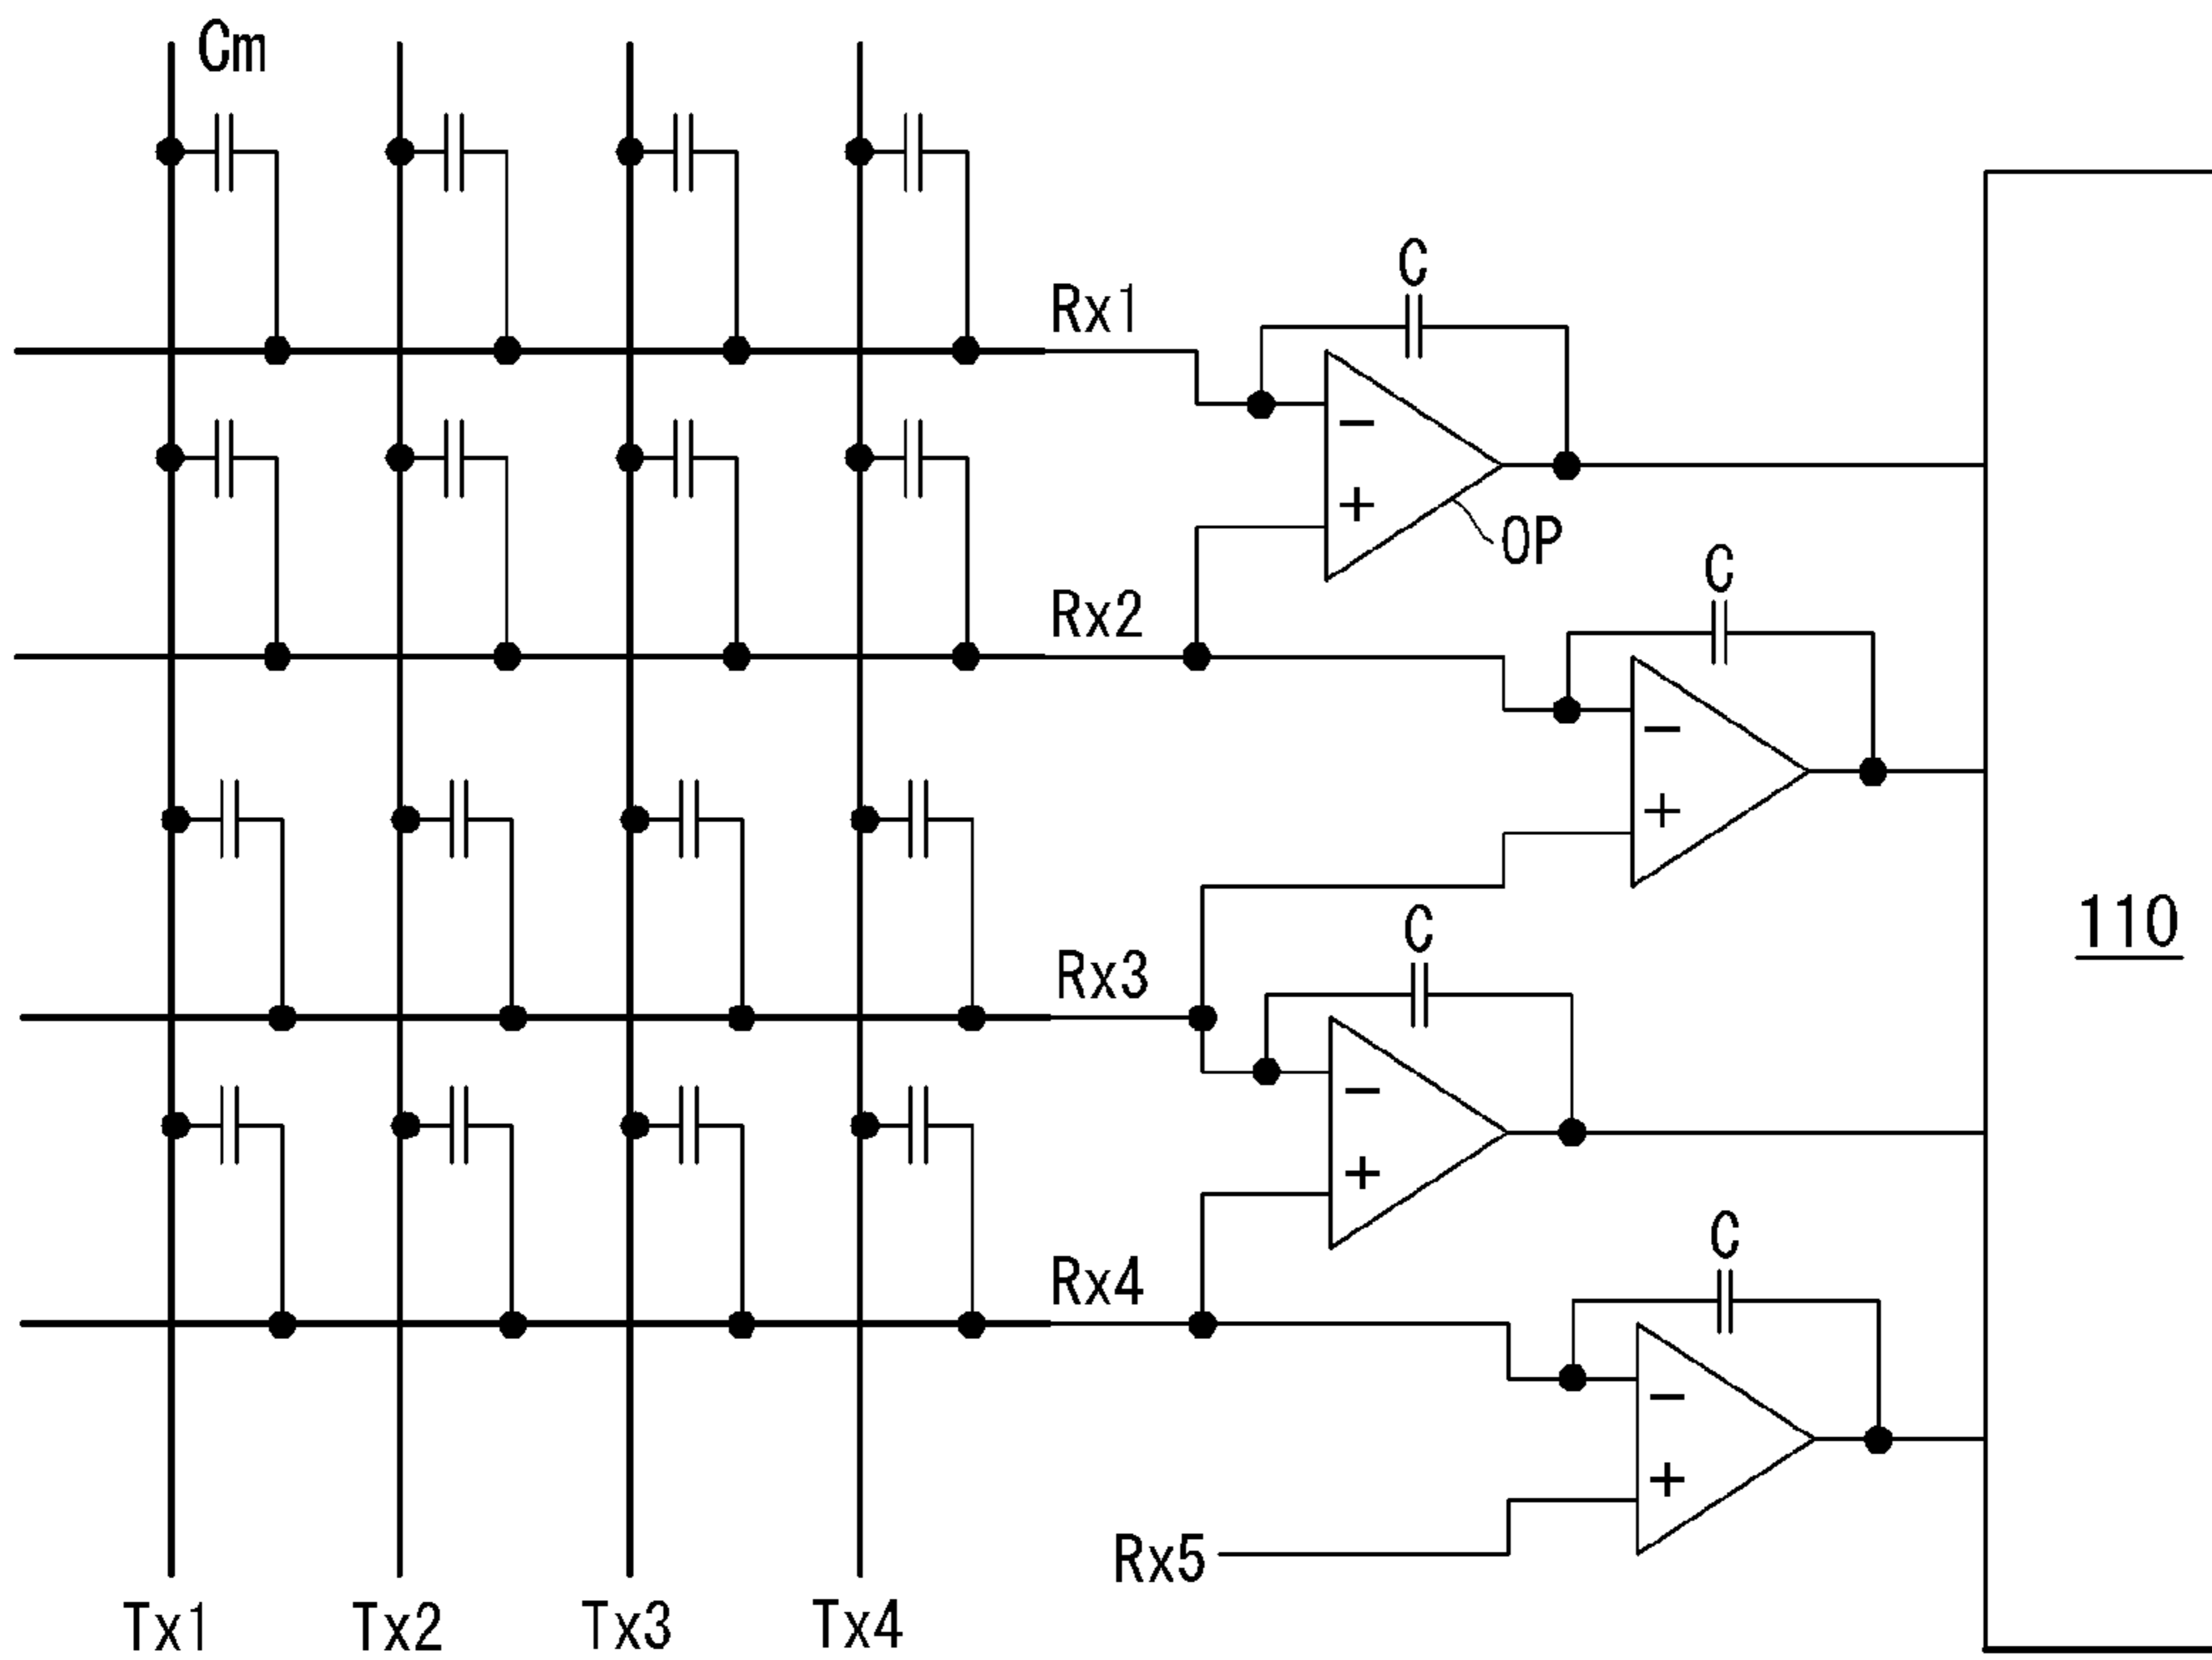 Cm
C
Rx1
−
+
OP
C
Rx2
−
+
110
C
Rx3
−
+
C
Rx4
−
+
Rx5
Tx1 Tx2 Tx3 Tx4